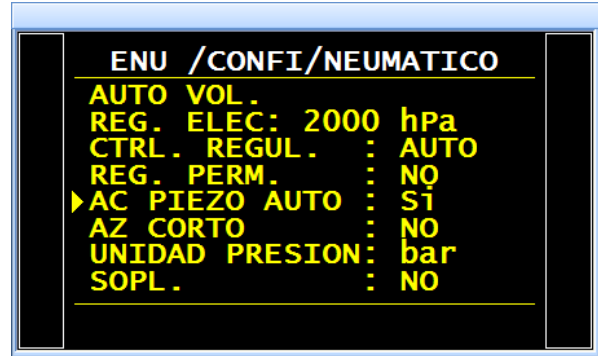 ENU /CONFI/NEUMATICO
AUTO VOL.
REG. ELEC: 2000 hPa
CTRL. REGUL. : AUTO
REG. PERM. : NO
AC PIEZO AUTO : Si
AZ CORTO : NO
UNIDAD PRESION: bar
SOPL. : NO